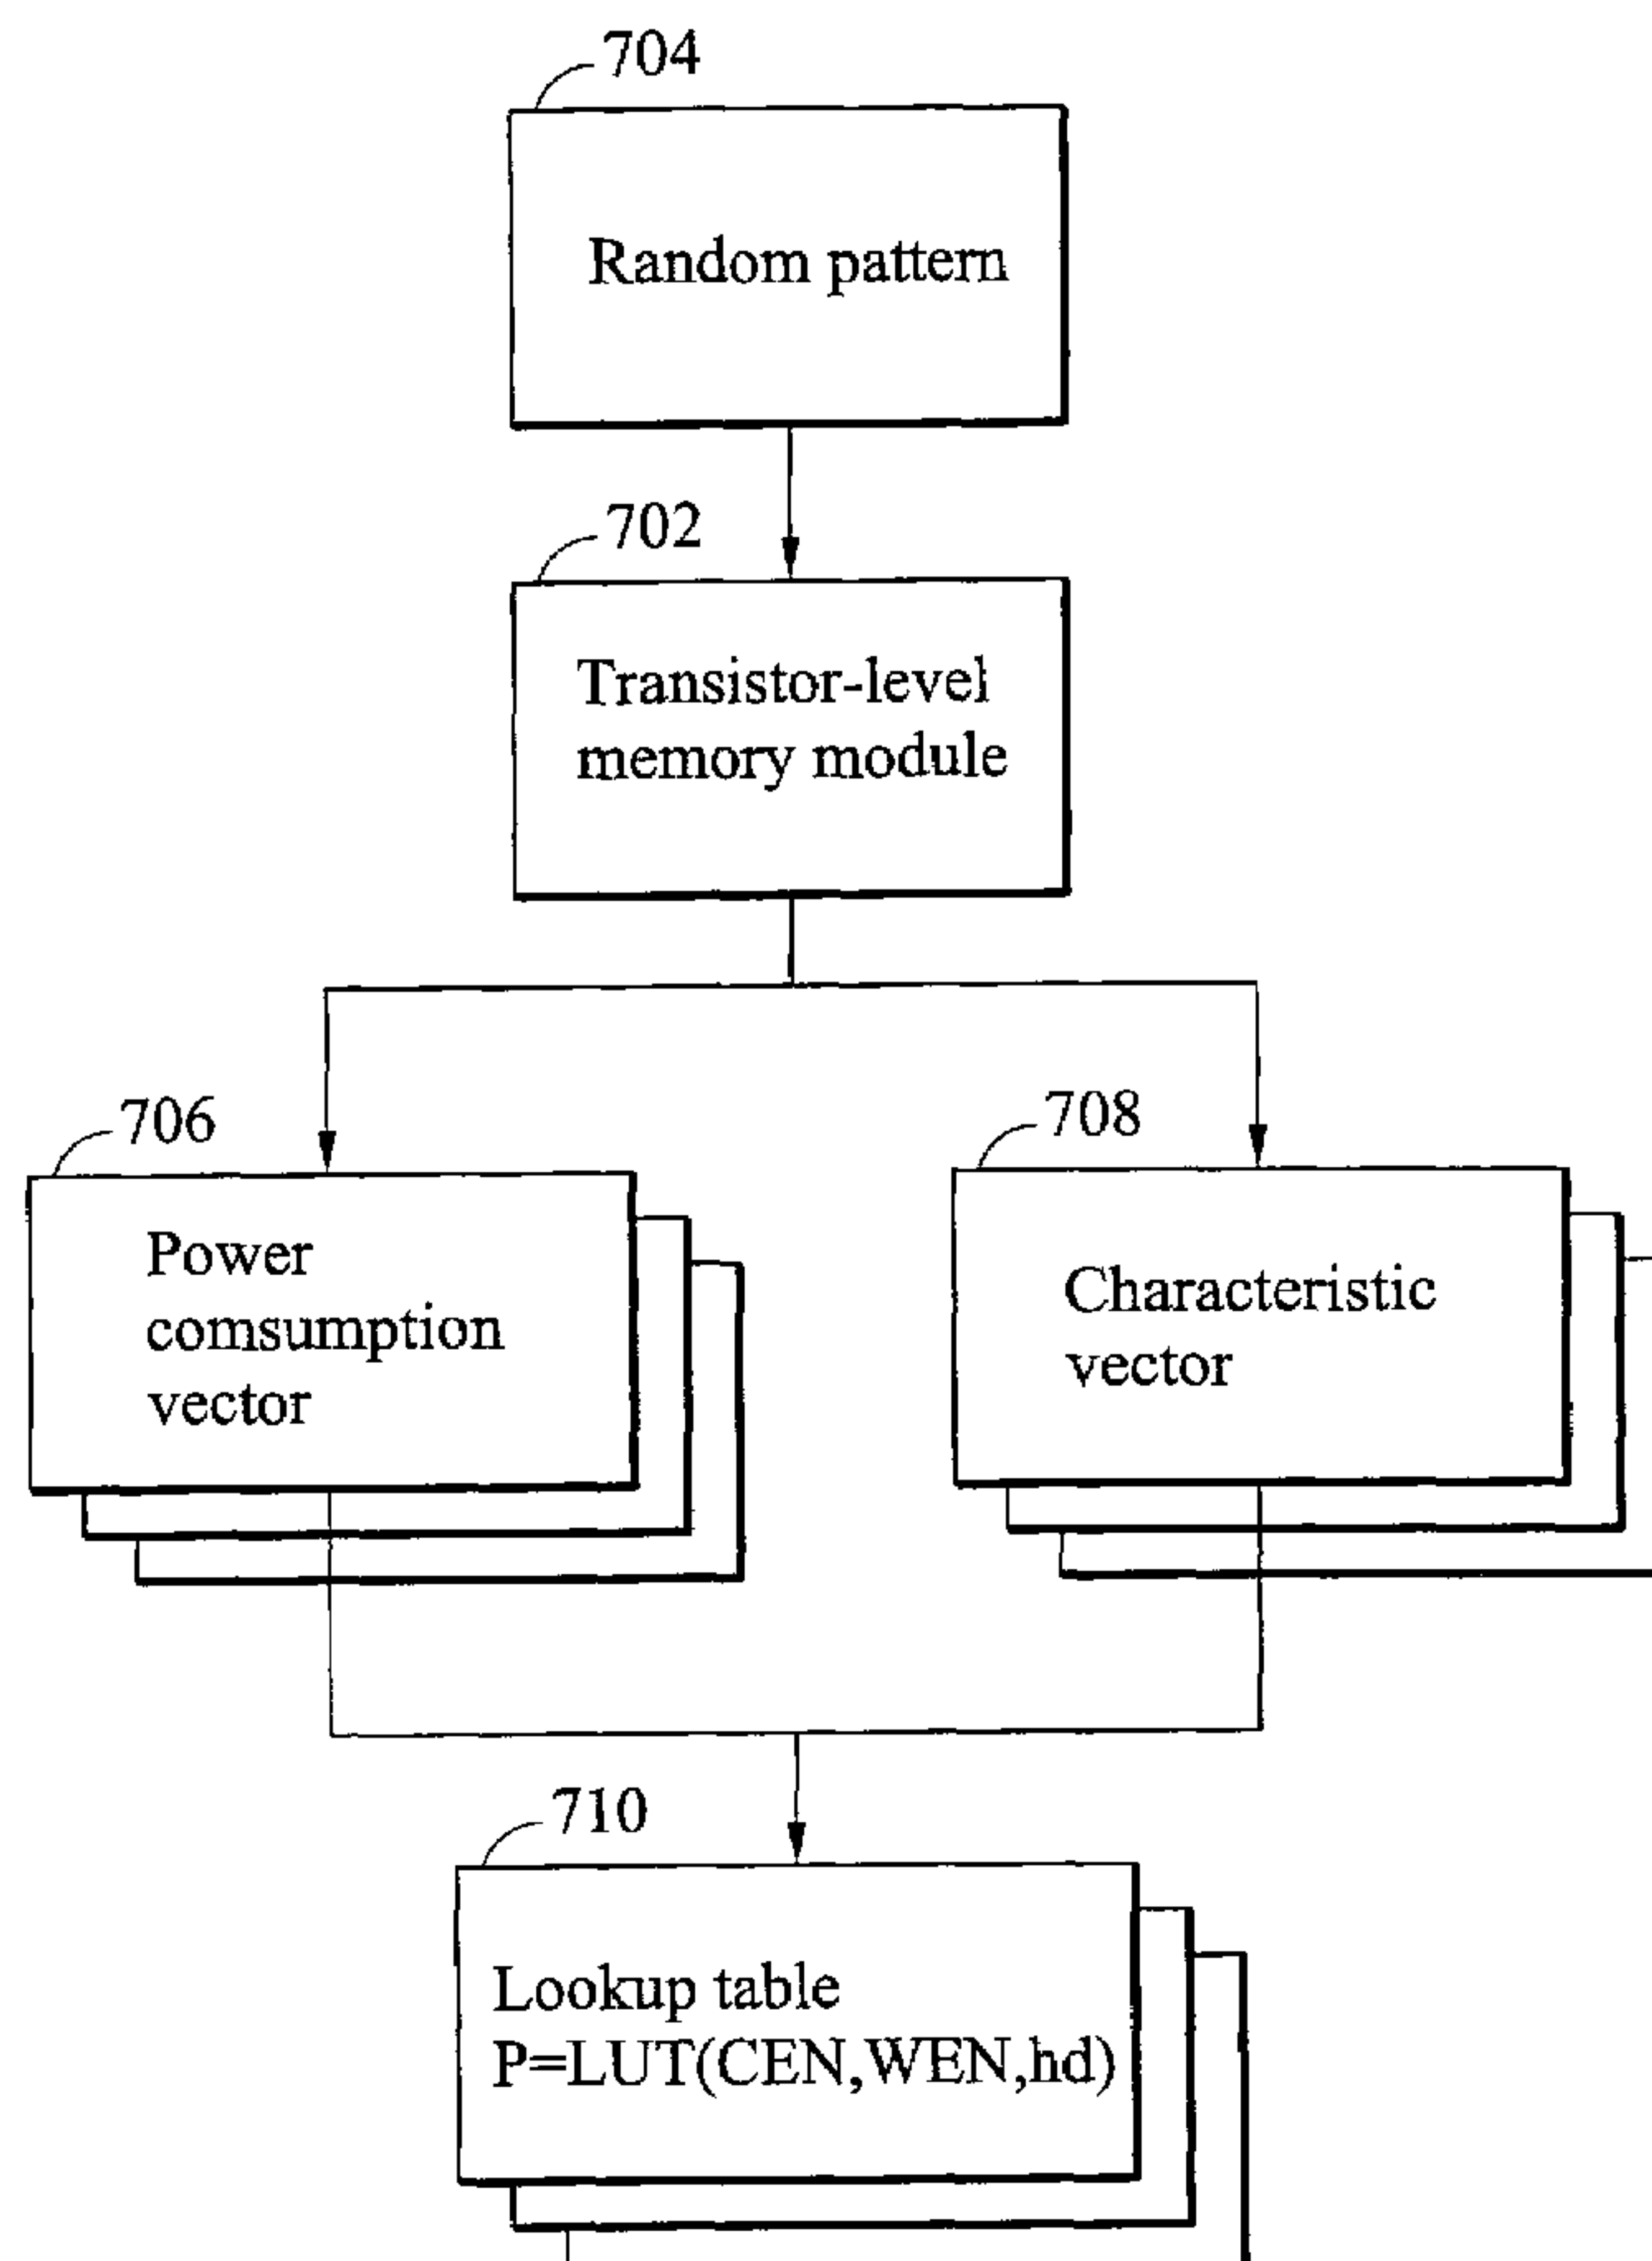 704
Random pattern
702
Transistor-level
memory module
706
Power
comsumption
vector
708
Characteristic
vector
710
Lookup table
P=LUT(CEN,WEN,hd)